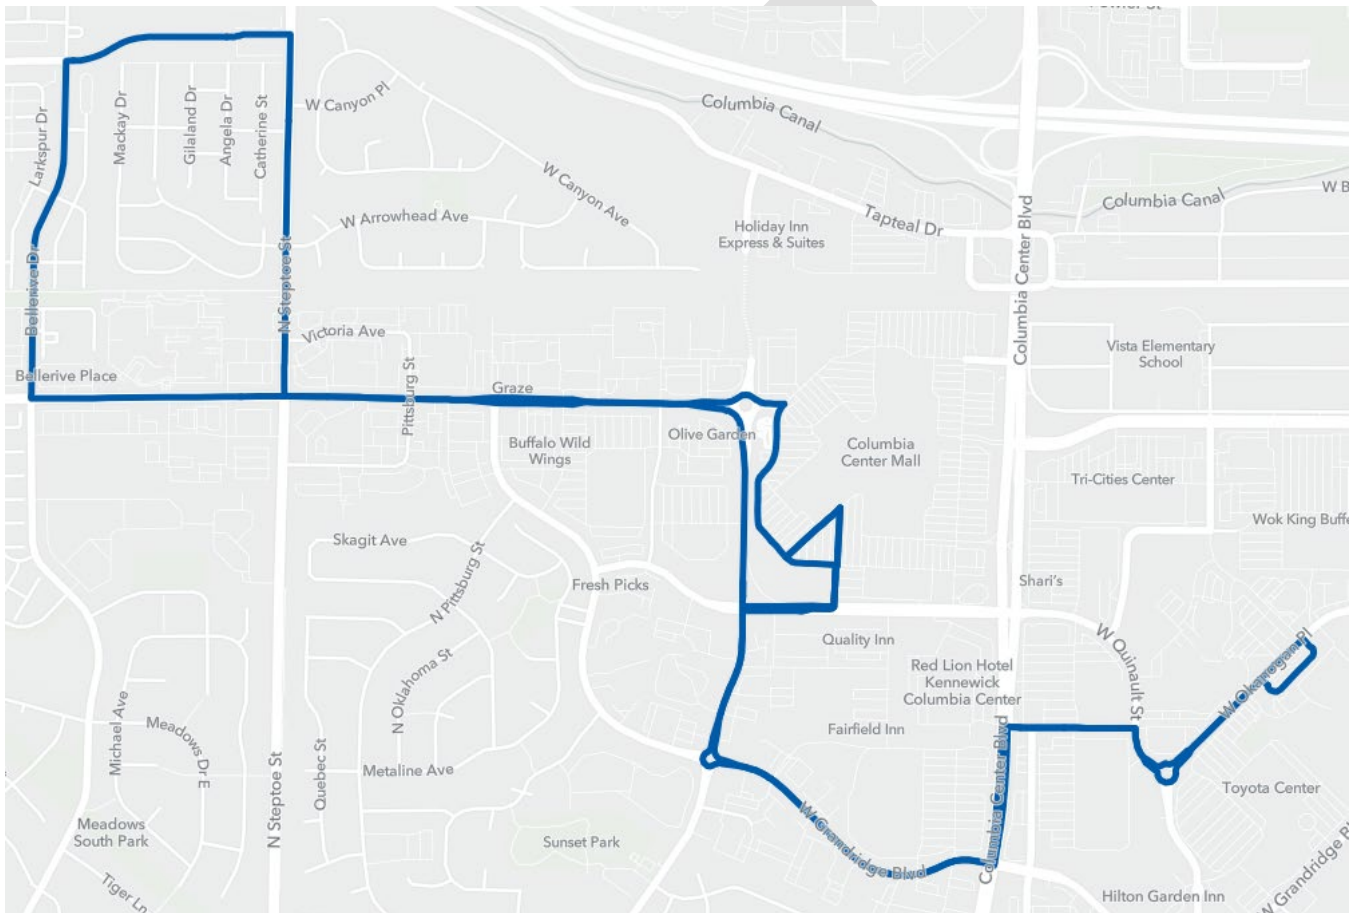 Columbia Canal
Larkspur Dr
Mackay Dr
Gilaland Dr
Angela Dr
Catherine St
W Canyon Pl
W Canyon Ave
W Arrowhead Ave
Holiday Inn
Express & Suites
Tapteal Dr
Columbia Center Blvd
Columbia Canal
W B
Bellerive Dr
N Steptoe St
Victoria Ave
Bellerive Place
Pittsburg St
Graze
Vista Elementary
School
Buffalo Wild
Wings
Olive Garden
Columbia
Center Mall
Tri-Cities Center
Wok King Buffe
Skagit Ave
N Pittsburg St
Fresh Picks
Shari's
Quality Inn
W Quinault St
W Okanogan Pl
N Oklahoma St
Red Lion Hotel
Kennewick
Columbia Center
Michael Ave
Meadows Dr E
Quebec St
Metaline Ave
N Steptoe St
Fairfield Inn
Columbia Center Blvd
Toyota Center
Meadows
South Park
Sunset Park
W Grandridge Blvd
Tiger Ln
Hilton Garden Inn
W Grandridge B